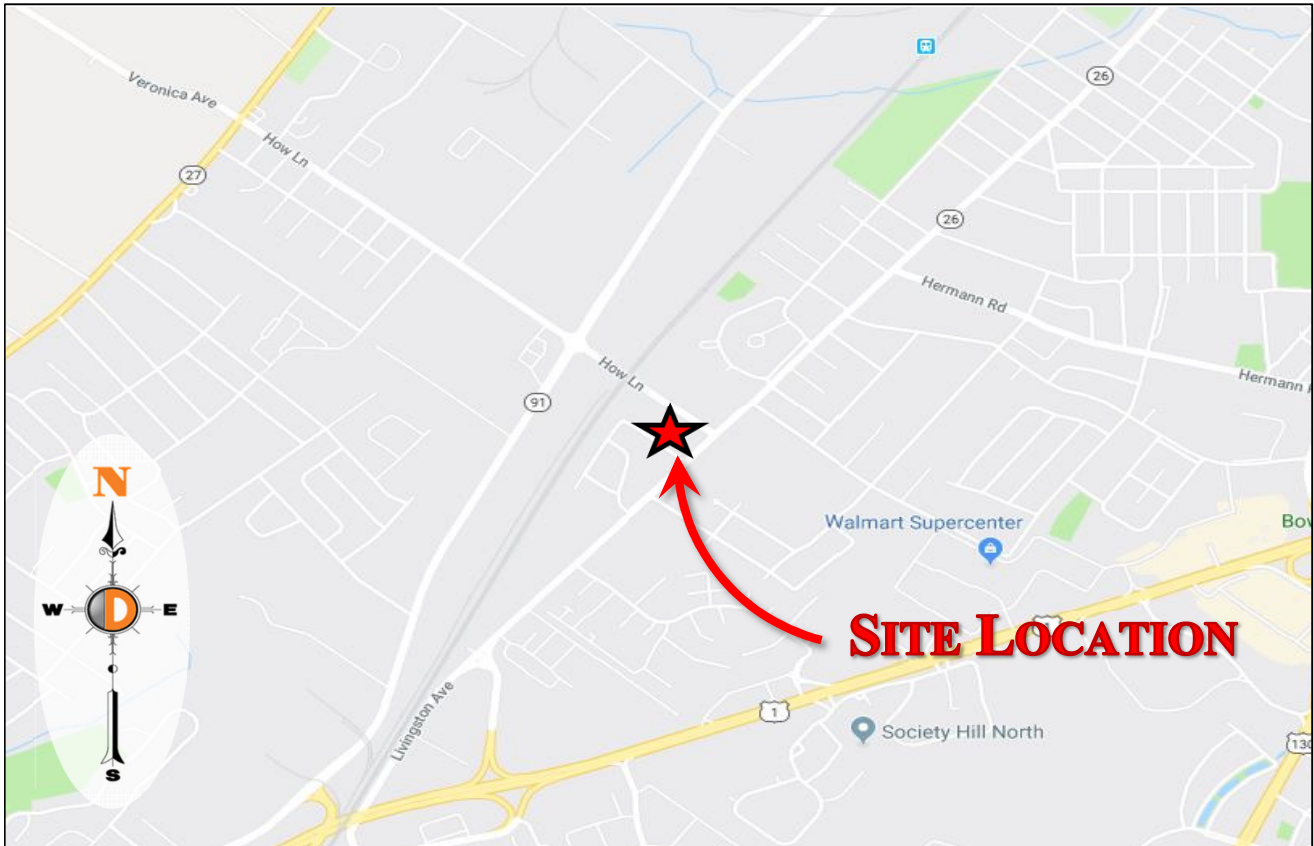 Veronica Ave
How Ln
27
26
26
Hermann Rd
Hermann
How Ln
91
N
W
D
E
S
Walmart Supercenter
SITE LOCATION
1
Livingston Ave
Society Hill North
130